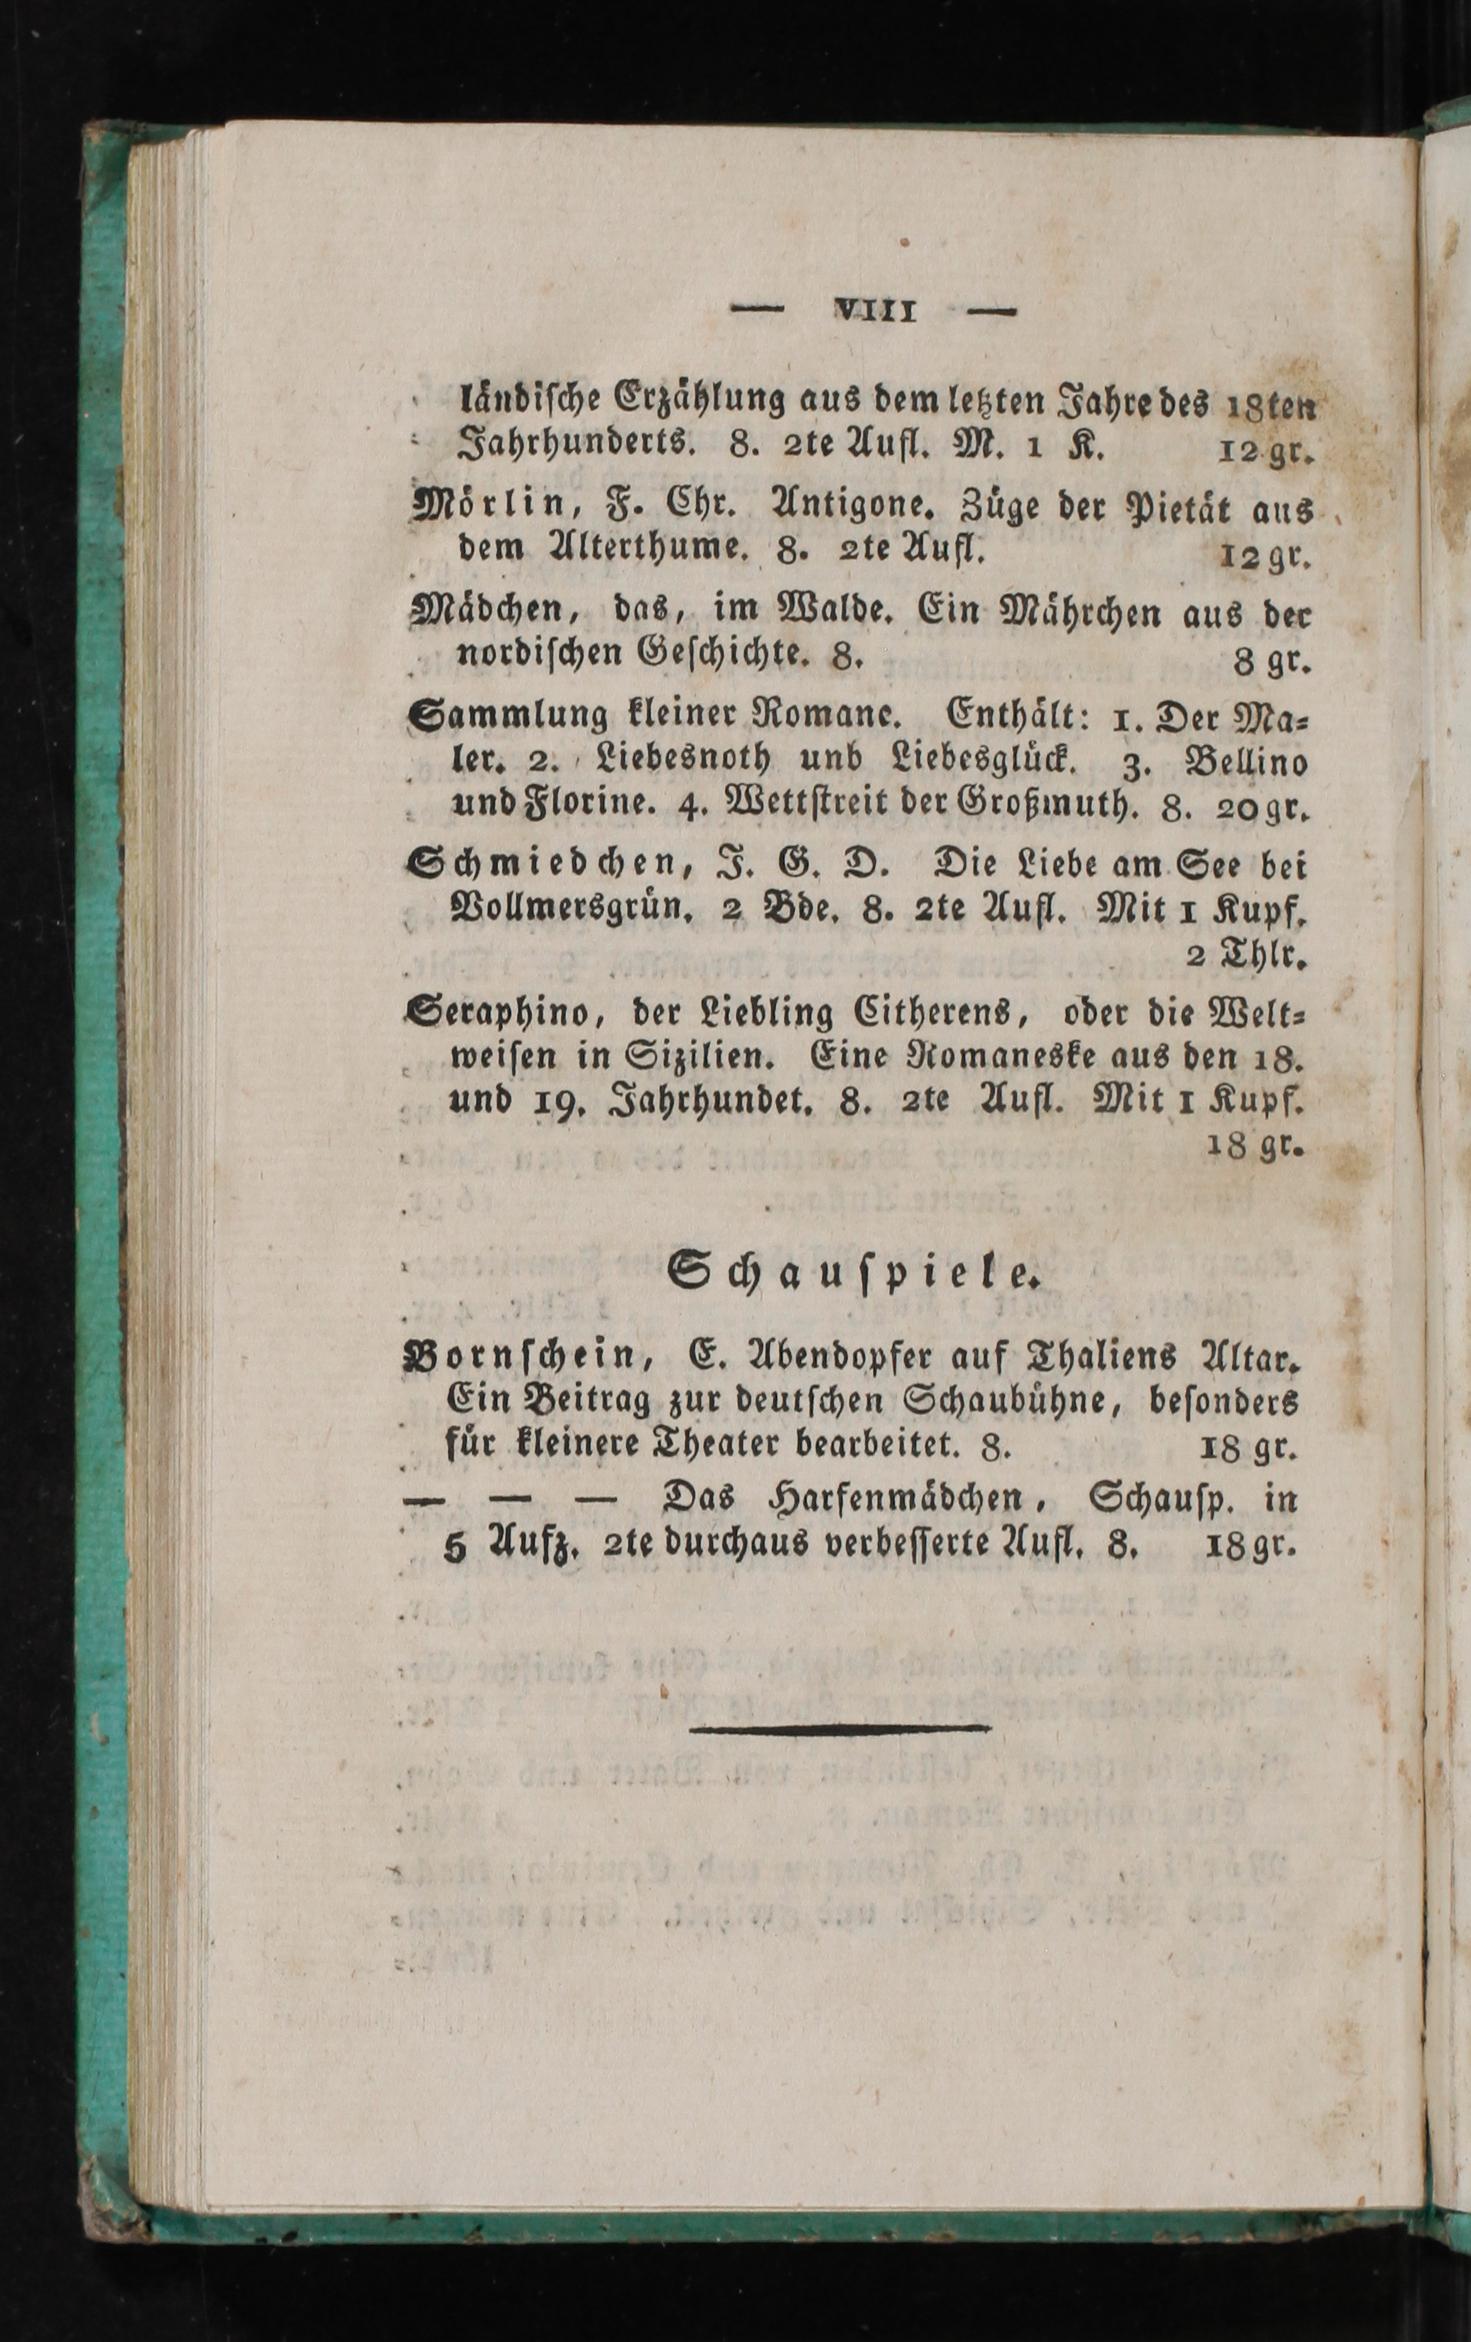 — VIII —
ländische Erzählung aus dem letzten Jahre des 18ten
Jahrhunderts. 8. 2te Aufl. M. 1 K. 12 gr.
Mörlin, F. Chr. Antigone. Züge der Pietät aus
dem Alterthume. 8. 2te Aufl. 12 gr.
Mädchen, das, im Walde. Ein Mährchen aus der
nordischen Geschichte. 8. 8 gr.
Sammlung kleiner Romane. Enthält: 1. Der Ma-
ler. 2. Liebesnoth unb Liebesglück. 3. Bellino
und Florine. 4. Wettstreit der Großmuth. 8. 20 gr.
Schmiedchen, J. G. D. Die Liebe am See bei
Vollmersgrün. 2 Bde. 8. 2te Aufl. Mit 1 Kupf.
2 Thlr.
Seraphino, der Liebling Citherens, oder die Welt-
weisen in Sizilien. Eine Romaneske aus den 18.
und 19. Jahrhundet. 8. 2te Aufl. Mit 1 Kupf.
18 gr.
Schauspiele.
Bornschein, E. Abendopfer auf Thaliens Altar.
Ein Beitrag zur deutschen Schaubühne, besonders
für kleinere Theater bearbeitet. 8. 18 gr.
— — — Das Harfenmädchen. Schausp. in
5 Aufz. 2te durchaus verbesserte Aufl. 8. 18 gr.